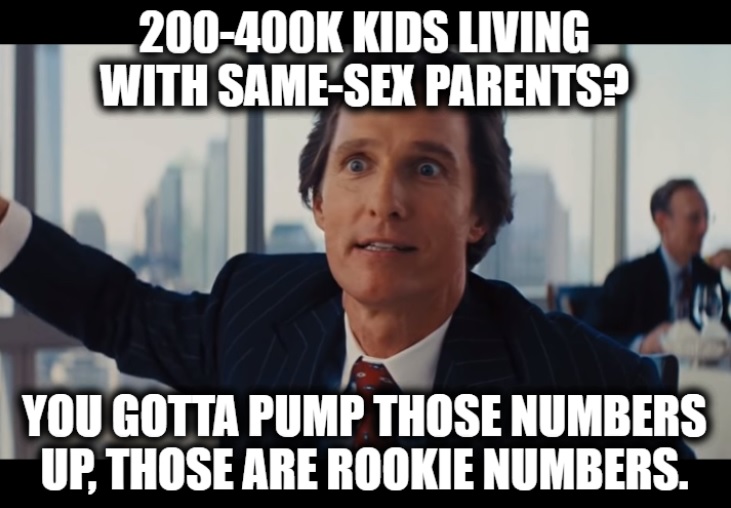 200-400K KIDS LIVING
WITH SAME-SEX PARENTS?
YOU GOTTA PUMP THOSE NUMBERS
UP, THOSE ARE ROOKIE NUMBERS.